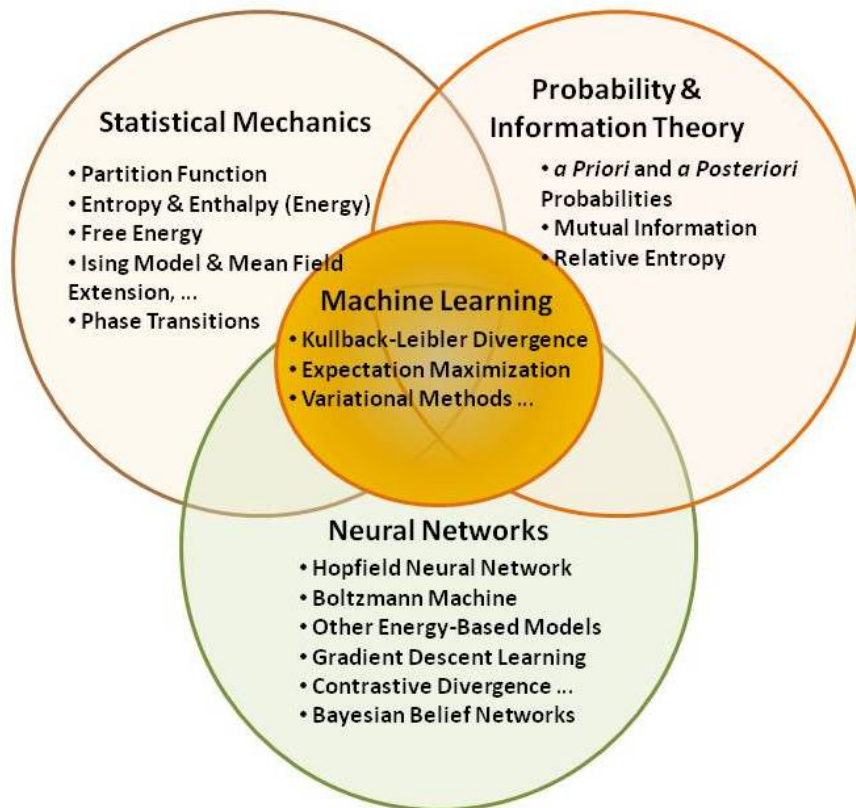 Statistical Mechanics
• Partition Function
• Entropy & Enthalpy (Energy)
• Free Energy
• Ising Model & Mean Field
Extension, ...
• Phase Transitions
Probability &
Information Theory
• a Priori and a Posteriori
Probabilities
• Mutual Information
• Relative Entropy
Machine Learning
• Kullback-Leibler Divergence
• Expectation Maximization
• Variational Methods ...
Neural Networks
• Hopfield Neural Network
• Boltzmann Machine
• Other Energy-Based Models
• Gradient Descent Learning
• Contrastive Divergence ...
• Bayesian Belief Networks